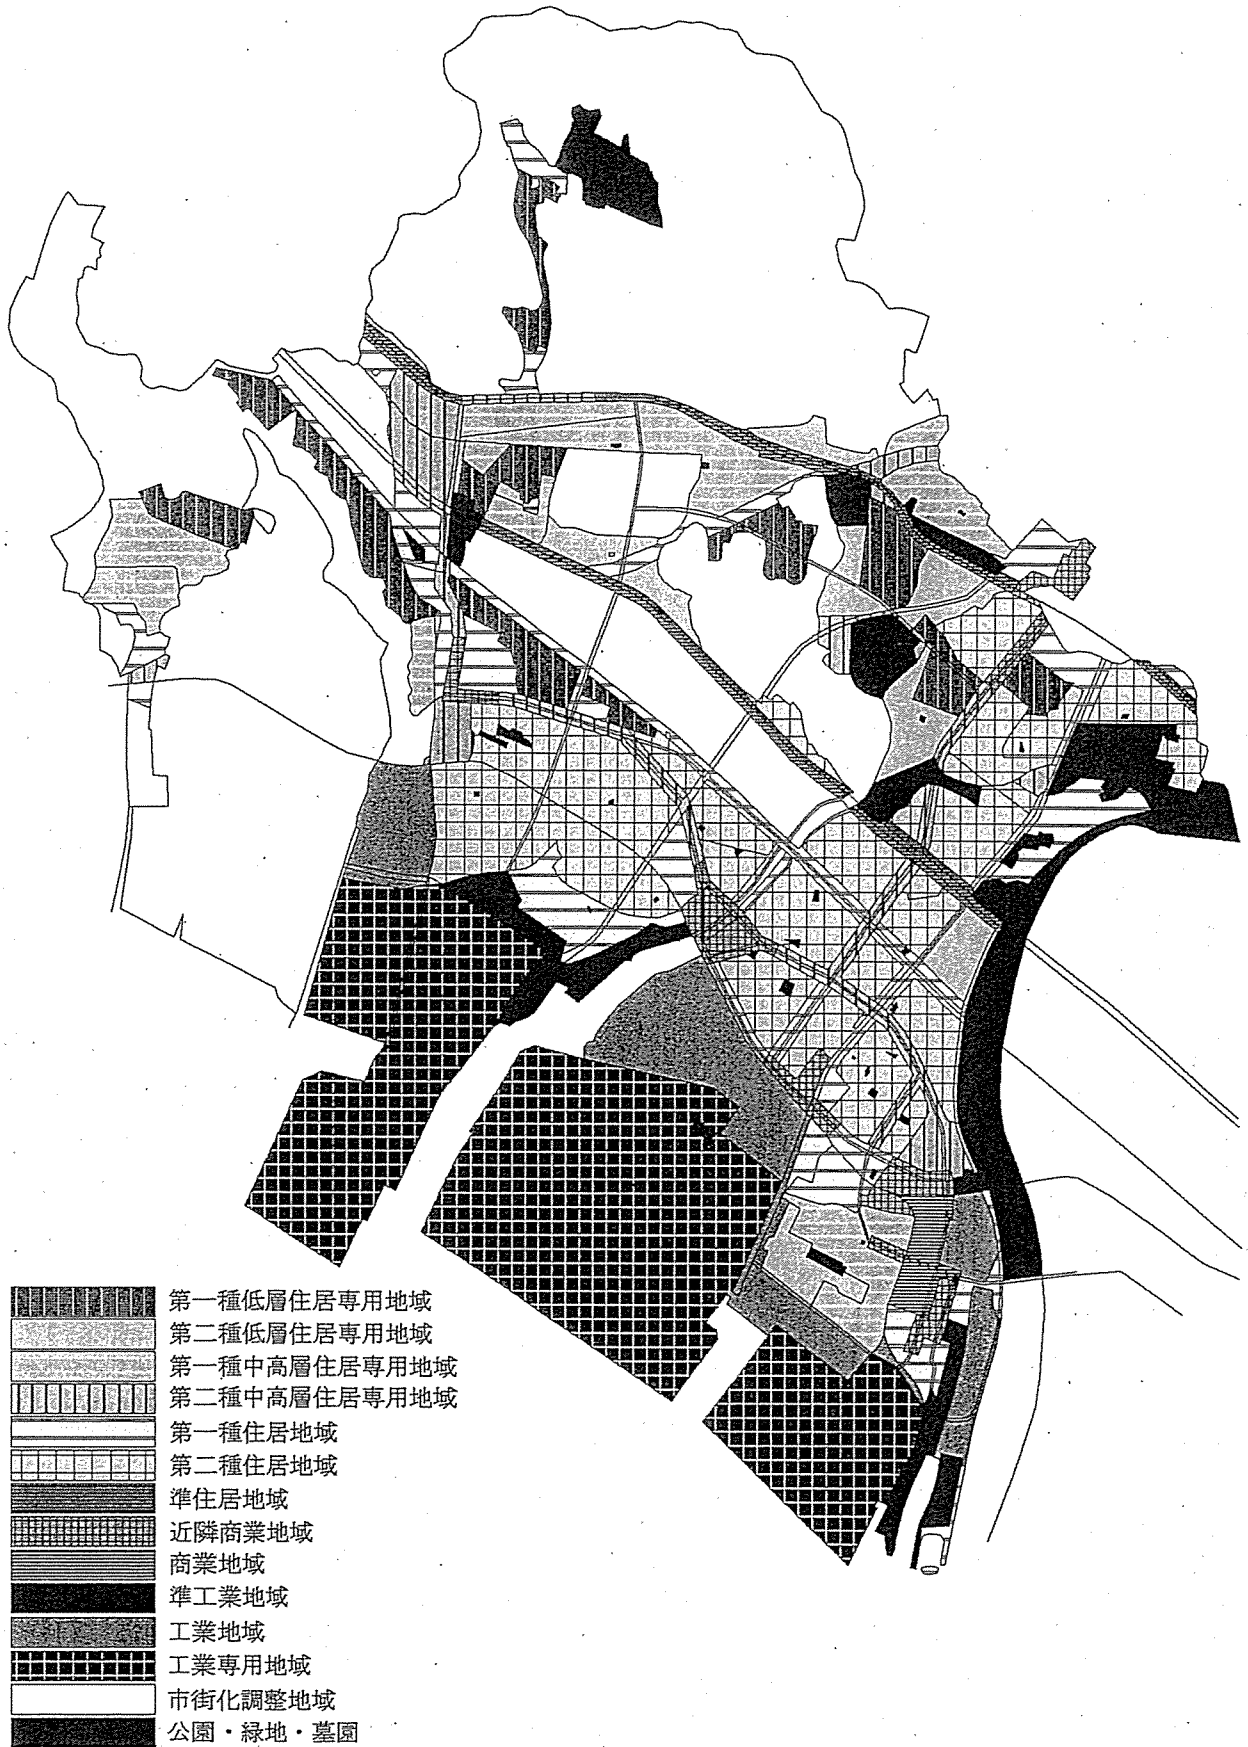 第一種低層住居専用地域
第二種低層住居専用地域
第一種中高層住居専用地域
第二種中高層住居専用地域
第一種住居地域
第二種住居地域
準住居地域
近隣商業地域
商業地域
準工業地域
工業地域
工業専用地域
市街化調整地域
公園・緑地・墓園